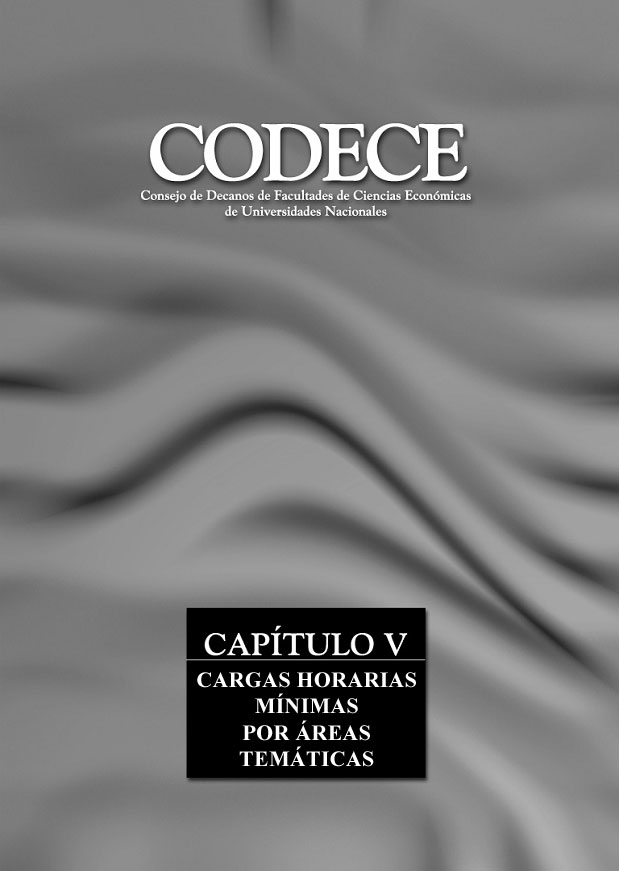 CODECE
Consejo de Decanos de Facultades de Ciencias Económicas
de Universidades Nacionales
CAPÍTULO V
CARGAS HORARIAS
MÍNIMAS
POR ÁREAS
TEMÁTICAS